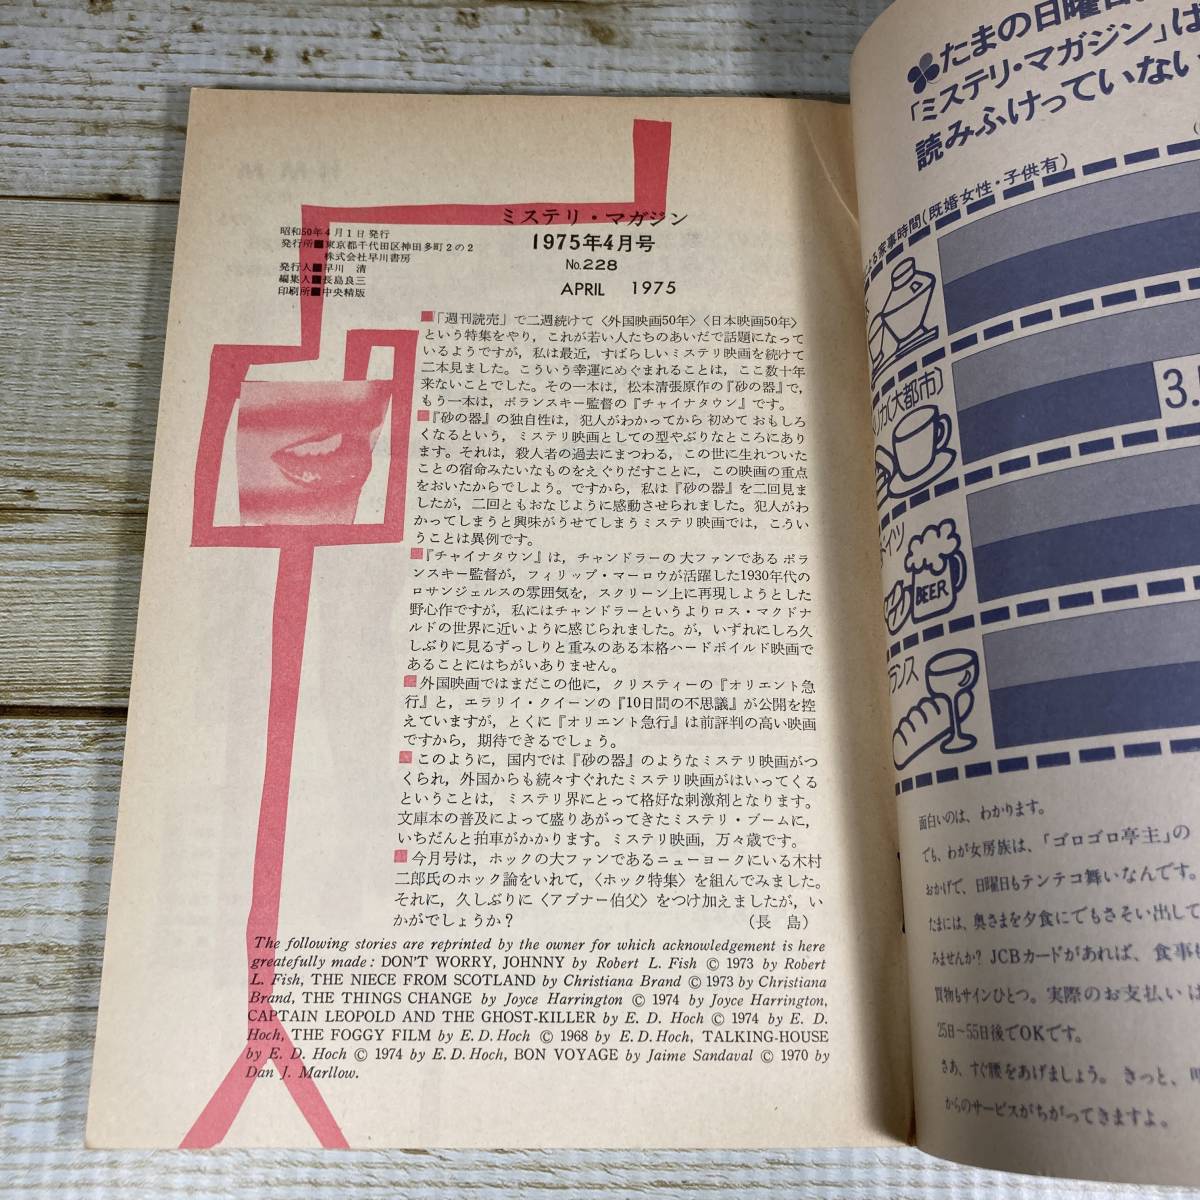 ミステリ・マガジン
1975年4月号
No.228
APRIL 1975
昭和50年4月1日発行
発行所■東京都千代田区神田多町2の2
株式会社早川書房
発行人■早川 清
編集人■長島良三
印刷所■中央精版
■「週刊読売」で二週続けて〈外国映画50年〉〈日本映画50年〉
という特集をやり，これが若い人たちのあいだで話題になって
いるようですが，私は最近，すばらしいミステリ映画を続けて
二本見ました。こういう幸運にめぐまれることは，ここ数十年
来ないことでした。その一本は，松本清張原作の『砂の器』で，
もう一本は，ポランスキー監督の『チャイナタウン』です。
■『砂の器』の独自性は，犯人がわかってから 初めて おもしろ
くなるという，ミステリ映画としての型やぶりなところにあり
ます。それは，殺人者の過去にまつわる，この世に生れついた
ことの宿命みたいなものをえぐりだすことに，この映画の重点
をおいたからでしょう。ですから，私は『砂の器』を二回見ま
したが，二回ともおなじように感動させられました。犯人がわ
かってしまうと興味がうせてしまうミステリ映画では，こうい
うことは異例です。
■『チャイナタウン』は，チャンドラーの 大ファンである ポラ
ンスキー監督が，フィリップ・マーロウが活躍した1930年代の
ロサンジェルスの雰囲気を，スクリーン上に再現しようとした
野心作ですが，私にはチャンドラーというよりロス・マクドナ
ルドの世界に近いように感じられました。が，いずれにしろ久
しぶりに見るずっしりと重みのある本格ハードボイルド映画で
あることにはちがいありません。
■外国映画ではまだこの他に，クリスティーの『オリエント急
行』と，エラリイ・クイーンの『10日間の不思議』が公開を控
えていますが，とくに『オリエント急行』は前評判の高い映画
ですから，期待できるでしょう。
■このように，国内では『砂の器』のようなミステリ映画がつ
くられ，外国からも続々すぐれたミステリ映画がはいってくる
ということは，ミステリ界にとって格好な刺激剤となります。
文庫本の普及によって盛りあがってきたミステリ・ブームに，
いちだんと拍車がかかります。ミステリ映画，万々歳です。
■今月号は，ホックの大ファンであるニューヨークにいる木村
二郎氏のホック論をいれて，〈ホック特集〉を組んでみました。
それに，久しぶりに〈アブナー伯父〉をつけ加えましたが，い
かがでしょうか？ （長 島）
The following stories are reprinted by the owner for which acknowledgement is here
greatefully made : DON'T WORRY, JOHNNY by Robert L. Fish © 1973 by Robert
L. Fish, THE NIECE FROM SCOTLAND by Christiana Brand © 1973 by Christiana
Brand, THE THINGS CHANGE by Joyce Harrington © 1974 by Joyce Harrington,
CAPTAIN LEOPOLD AND THE GHOST-KILLER by E. D. Hoch © 1974 by E. D.
Hoch, THE FOGGY FILM by E. D. Hoch © 1968 by E. D. Hoch, TALKING-HOUSE
by E. D. Hoch © 1974 by E. D. Hoch, BON VOYAGE by Jaime Sandaval © 1970 by
Dan J. Marllow.
たまの日曜日
「ミステリ・マガジン」は
読みふけっていない
による家事時間(既婚女性・子供有)
リカ(大都市)
3.
ドイツ
BEER
ランス
面白いのは、わかります。
でも、わが女房族は、「ゴロゴロ亭主」の
おかげで、日曜日もテンテコ舞いなんです。
たまには、奥さまを夕食にでもさそい出して
みませんか? JCBカードがあれば、食事も
買物もサインひとつ。実際のお支払いは
25日~55日後でOKです。
さあ、すぐ腰をあげましょう。きっと、明
からのサービスがちがってきますよ。